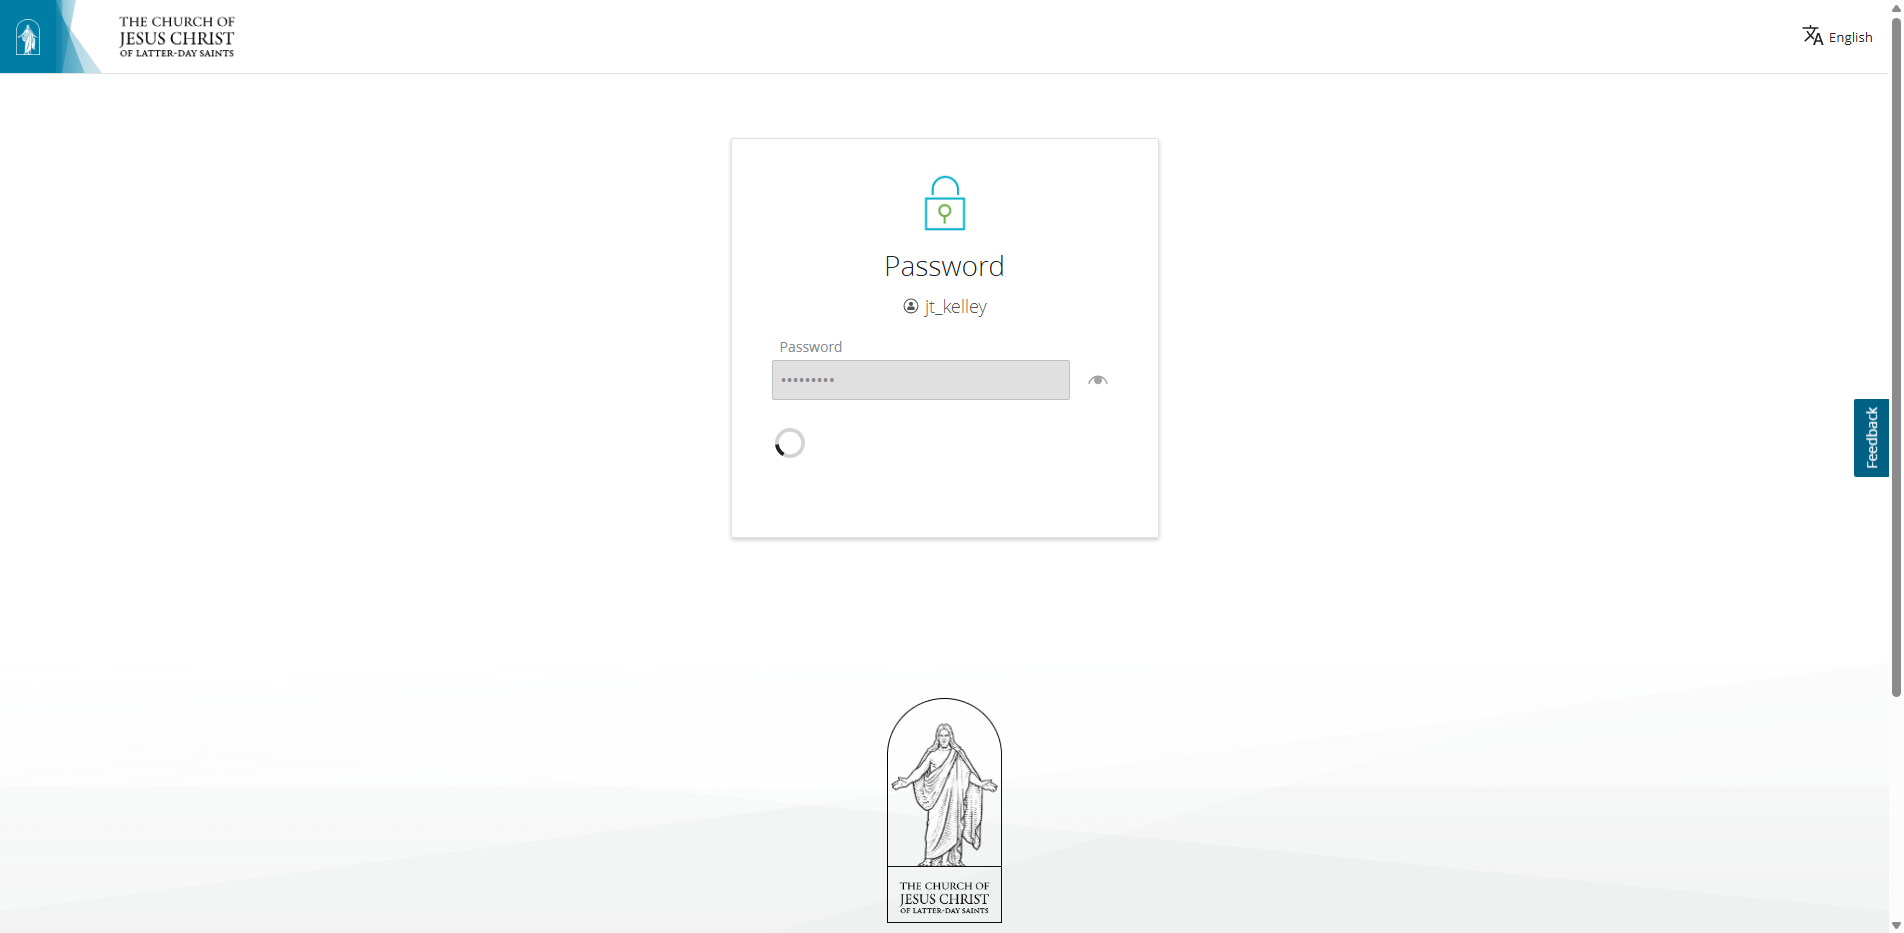 THE CHURCH OF
JESUS CHRIST
OF LATTER-DAY SAINTS
English
Password
jt_kelley
Password
•••••••••
Feedback
THE CHURCH OF
JESUS CHRIST
OF LATTER-DAY SAINTS